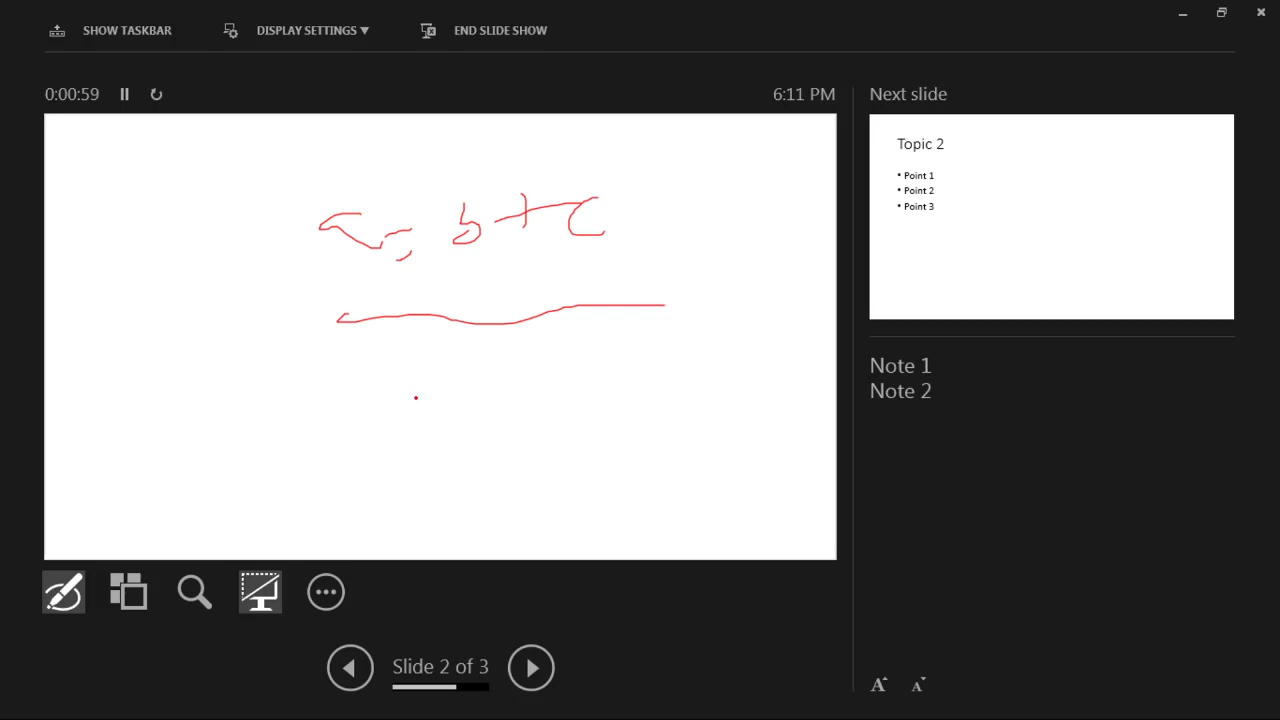 SHOW TASKBAR DISPLAY SETTINGS ▼ END SLIDE SHOW
0:00:59 6:11 PM
a = b + c
Slide 2 of 3
Next slide
Topic 2
• Point 1
• Point 2
• Point 3
Note 1
Note 2
A A